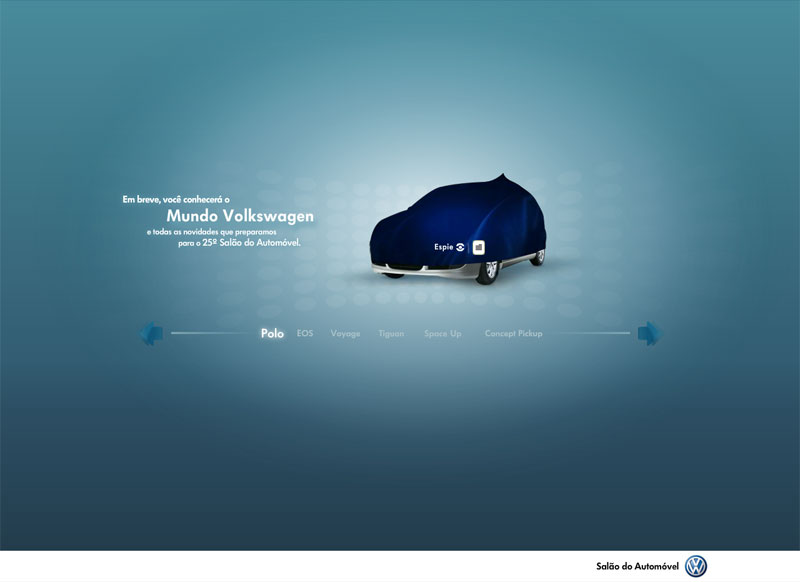 Em breve, você conhecerá o
Mundo Volkswagen
e todas as novidades que preparamos
para o 25º Salão do Automóvel.
Espie
Polo EOS Voyage Tiguan Space Up Concept Pickup
Salão do Automóvel